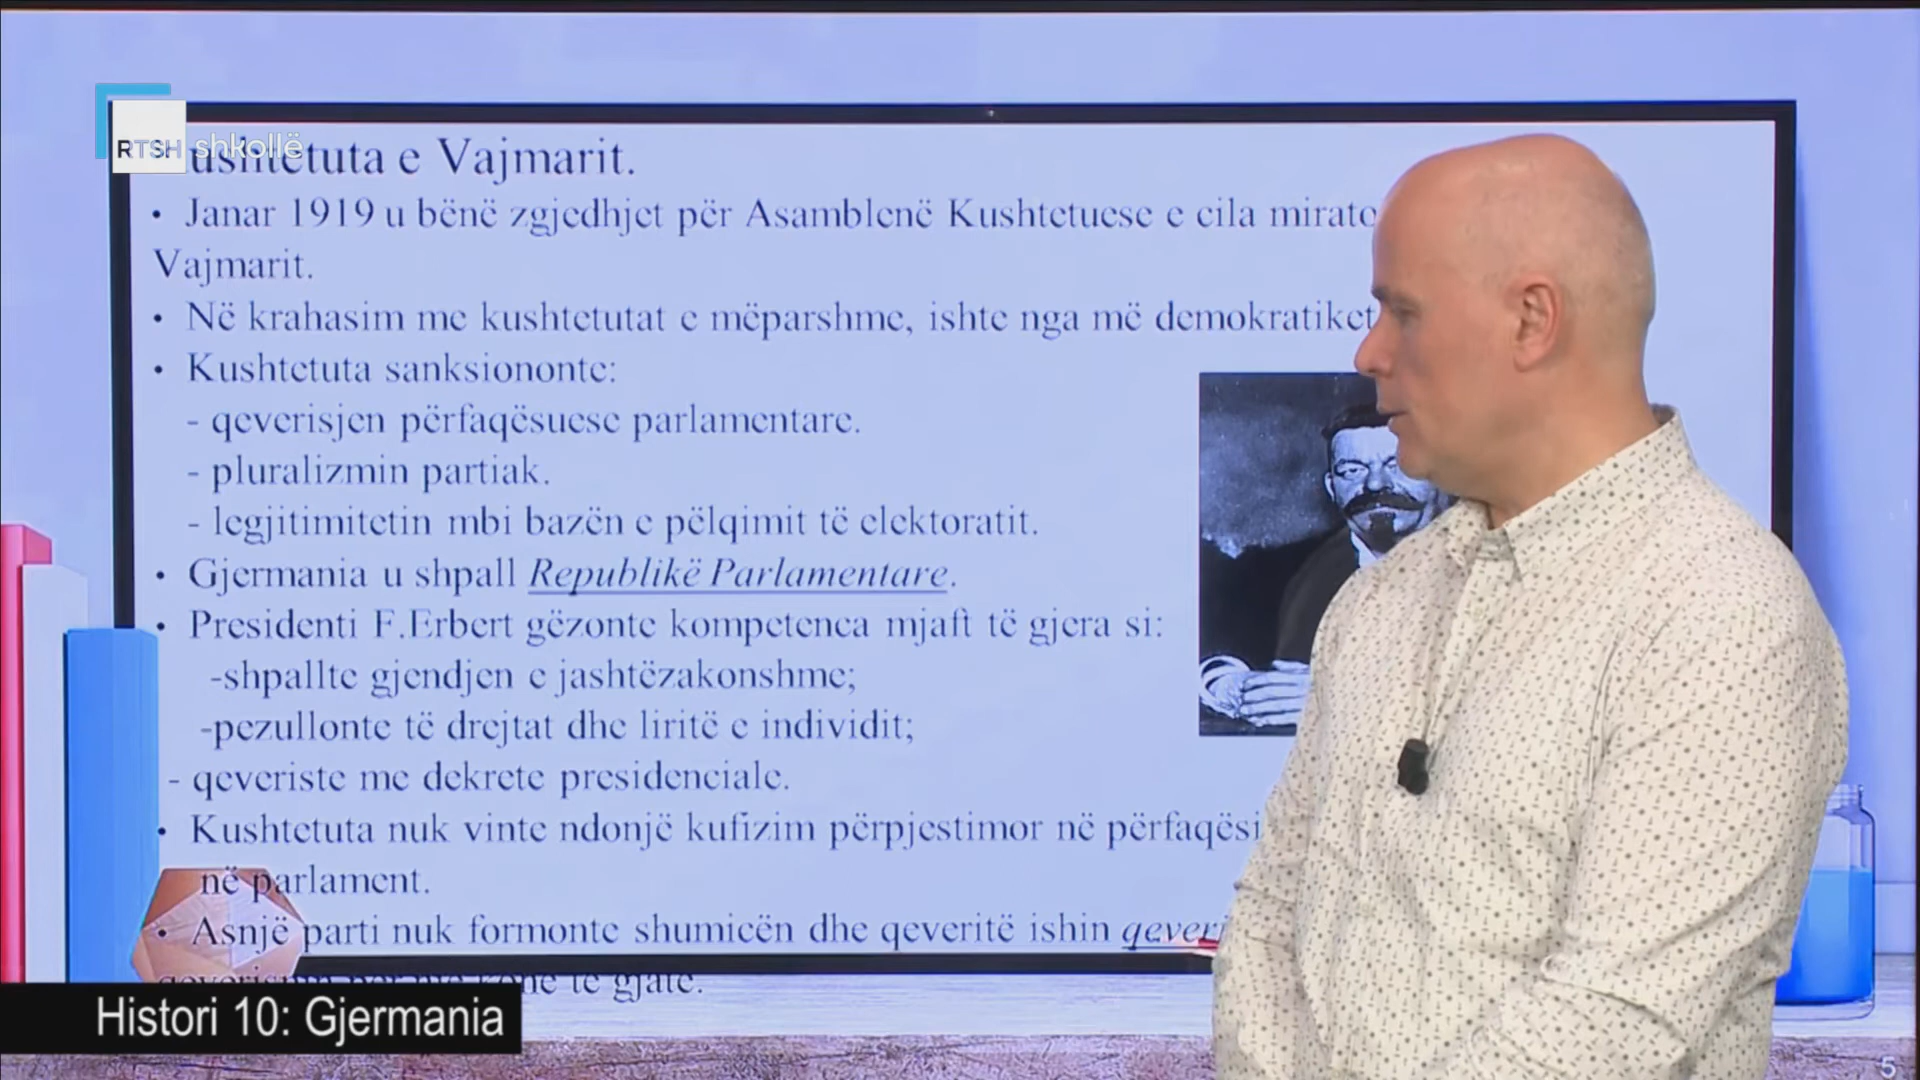 RTSH shkollë
ushtetuta e Vajmarit.
• Janar 1919 u bënë zgjedhjet për Asamblenë Kushtetuese e cila mirato
Vajmarit.
• Në krahasim me kushtetutat e mëparshme, ishte nga më demokratiket
• Kushtetuta sanksiononte:
- qeverisjen përfaqësuese parlamentare.
- pluralizmin partiak.
- legjitimitetin mbi bazën e pëlqimit të elektoratit.
• Gjermania u shpall Republikë Parlamentare.
• Presidenti F.Erbert gëzonte kompetenca mjaft të gjera si:
-shpallte gjendjen e jashtëzakonshme;
-pezullonte të drejtat dhe liritë e individit;
- qeveriste me dekrete presidenciale.
• Kushtetuta nuk vinte ndonjë kufizim përpjestimor në përfaqësi
në parlament.
• Asnjë parti nuk formonte shumicën dhe qeveritë ishin qeveri
të gjatë.
Histori 10: Gjermania
5